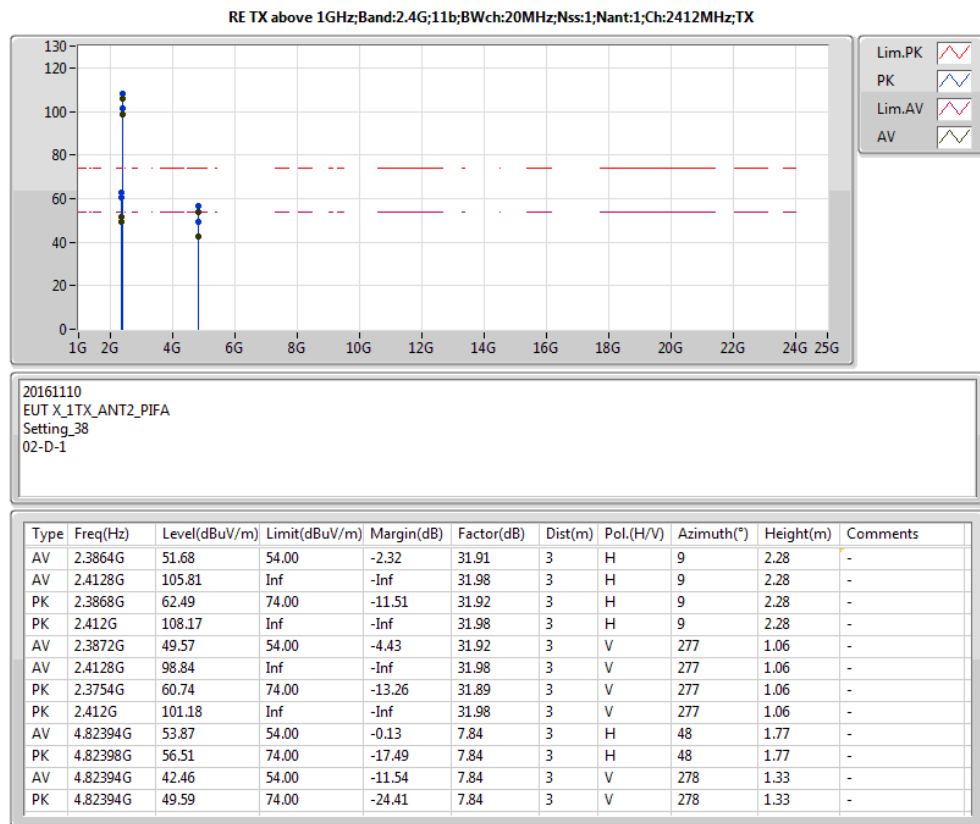 RE TX above 1GHz;Band:2.4G;11b;BWch:20MHz;Nss:1;Nant:1;Ch:2412MHz;TX
130
120
100
80
60
40
20
0
1G 2G 4G 6G 8G 10G 12G 14G 16G 18G 20G 22G 24G 25G
Lim.PK
PK
Lim.AV
AV
20161110
EUT X_1TX_ANT2_PIFA
Setting_38
02-D-1
Type Freq(Hz) Level(dBuV/m) Limit(dBuV/m) Margin(dB) Factor(dB) Dist(m) Pol.(H/V) Azimuth(°) Height(m) Comments
AV 2.3864G 51.68 54.00 -2.32 31.91 3 H 9 2.28 -
AV 2.4128G 105.81 Inf -Inf 31.98 3 H 9 2.28 -
PK 2.3868G 62.49 74.00 -11.51 31.92 3 H 9 2.28 -
PK 2.412G 108.17 Inf -Inf 31.98 3 H 9 2.28 -
AV 2.3872G 49.57 54.00 -4.43 31.92 3 V 277 1.06 -
AV 2.4128G 98.84 Inf -Inf 31.98 3 V 277 1.06 -
PK 2.3754G 60.74 74.00 -13.26 31.89 3 V 277 1.06 -
PK 2.412G 101.18 Inf -Inf 31.98 3 V 277 1.06 -
AV 4.82394G 53.87 54.00 -0.13 7.84 3 H 48 1.77 -
PK 4.82398G 56.51 74.00 -17.49 7.84 3 H 48 1.77 -
AV 4.82394G 42.46 54.00 -11.54 7.84 3 V 278 1.33 -
PK 4.82394G 49.59 74.00 -24.41 7.84 3 V 278 1.33 -